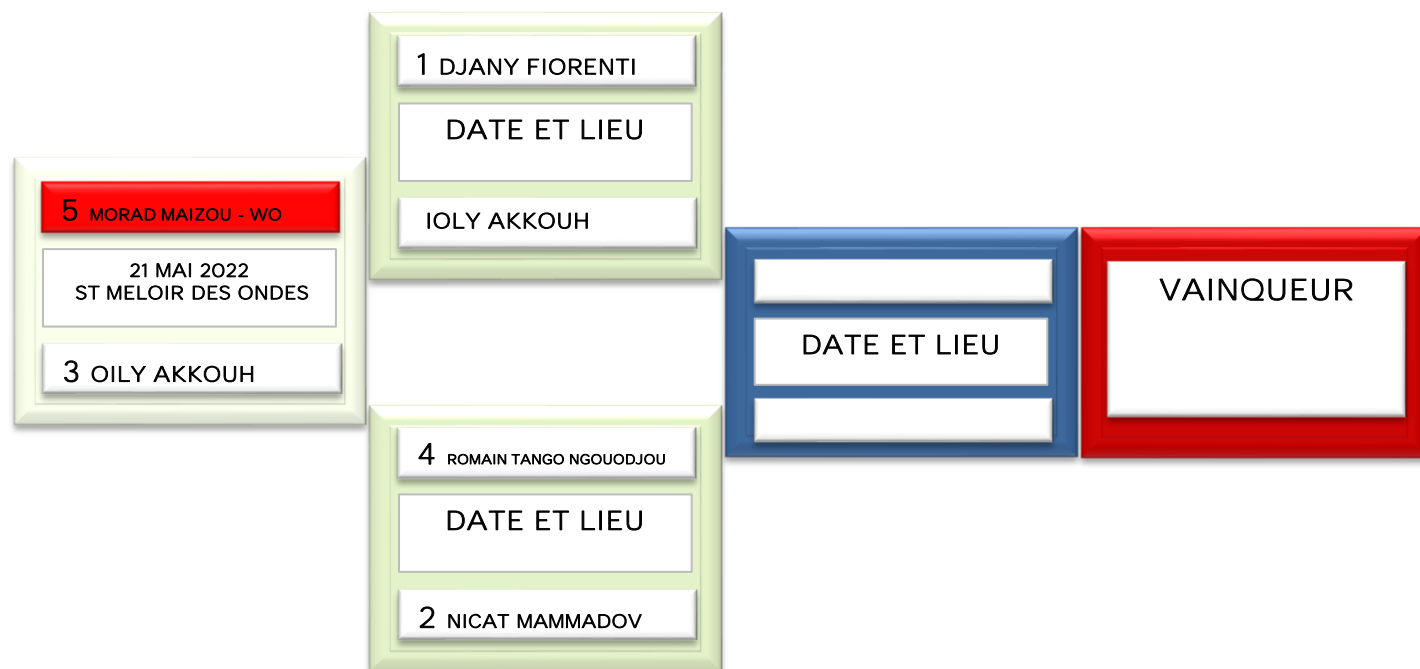 1 DJANY FIORENTI
DATE ET LIEU
IOLY AKKOUH
5 MORAD MAIZOU - WO
21 MAI 2022
ST MELOIR DES ONDES
3 OILY AKKOUH
4 ROMAIN TANGO NGOUODJOU
DATE ET LIEU
2 NICAT MAMMADOV
DATE ET LIEU
VAINQUEUR